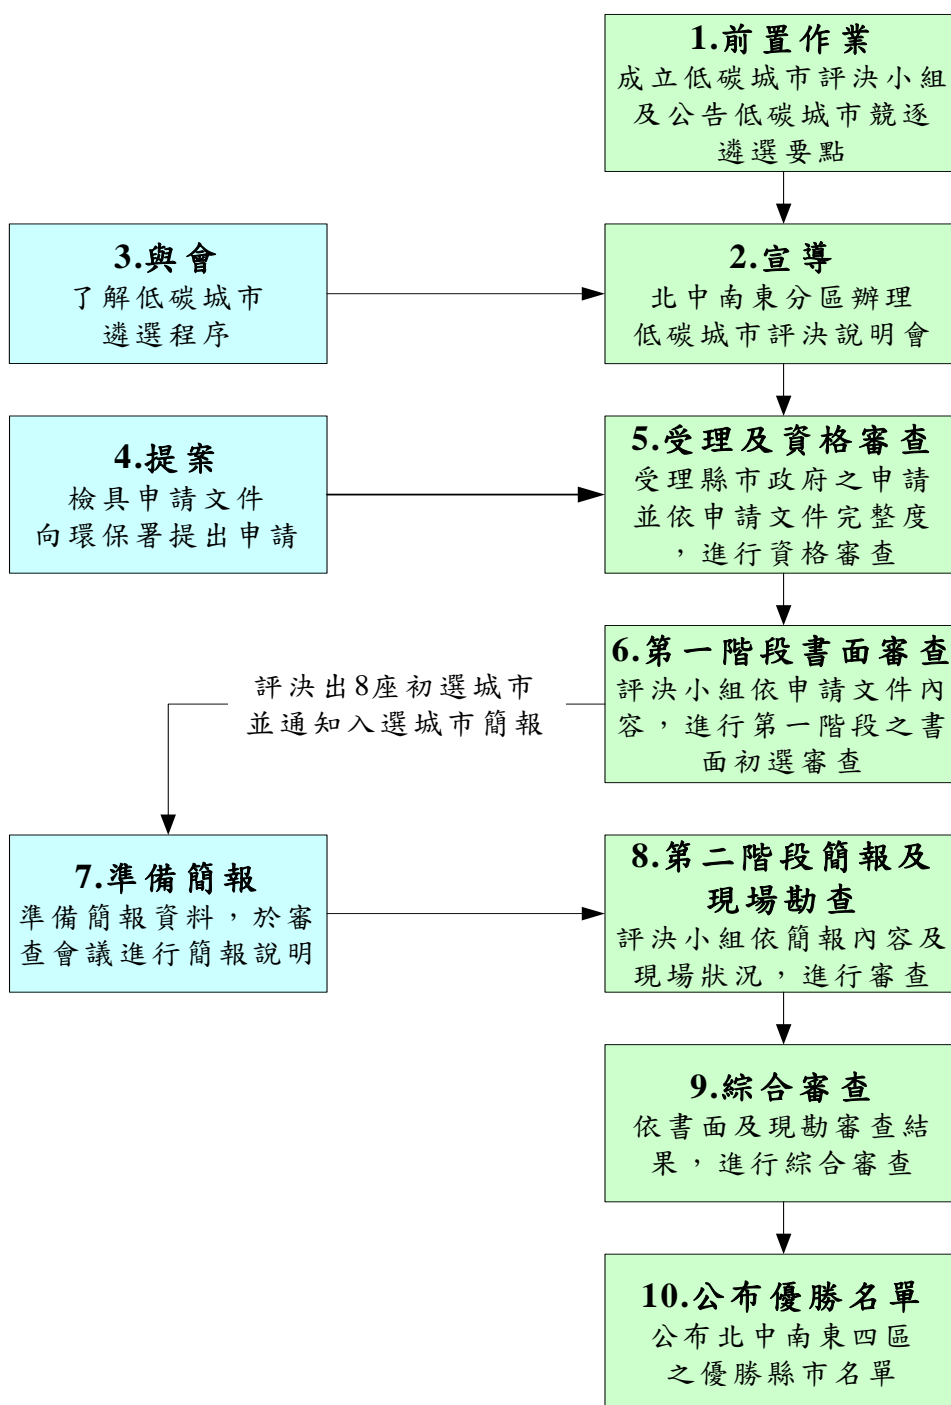 1.前置作業
成立低碳城市評決小組
及公告低碳城市競逐
遴選要點
3.與會
了解低碳城市
遴選程序
2.宣導
北中南東分區辦理
低碳城市評決說明會
4.提案
檢具申請文件
向環保署提出申請
5.受理及資格審查
受理縣市政府之申請
並依申請文件完整度
，進行資格審查
6.第一階段書面審查
評決小組依申請文件內
容，進行第一階段之書
面初選審查
評決出8座初選城市
並通知入選城市簡報
7.準備簡報
準備簡報資料，於審
查會議進行簡報說明
8.第二階段簡報及
現場勘查
評決小組依簡報內容及
現場狀況，進行審查
9.綜合審查
依書面及現勘審查結
果，進行綜合審查
10.公布優勝名單
公布北中南東四區
之優勝縣市名單